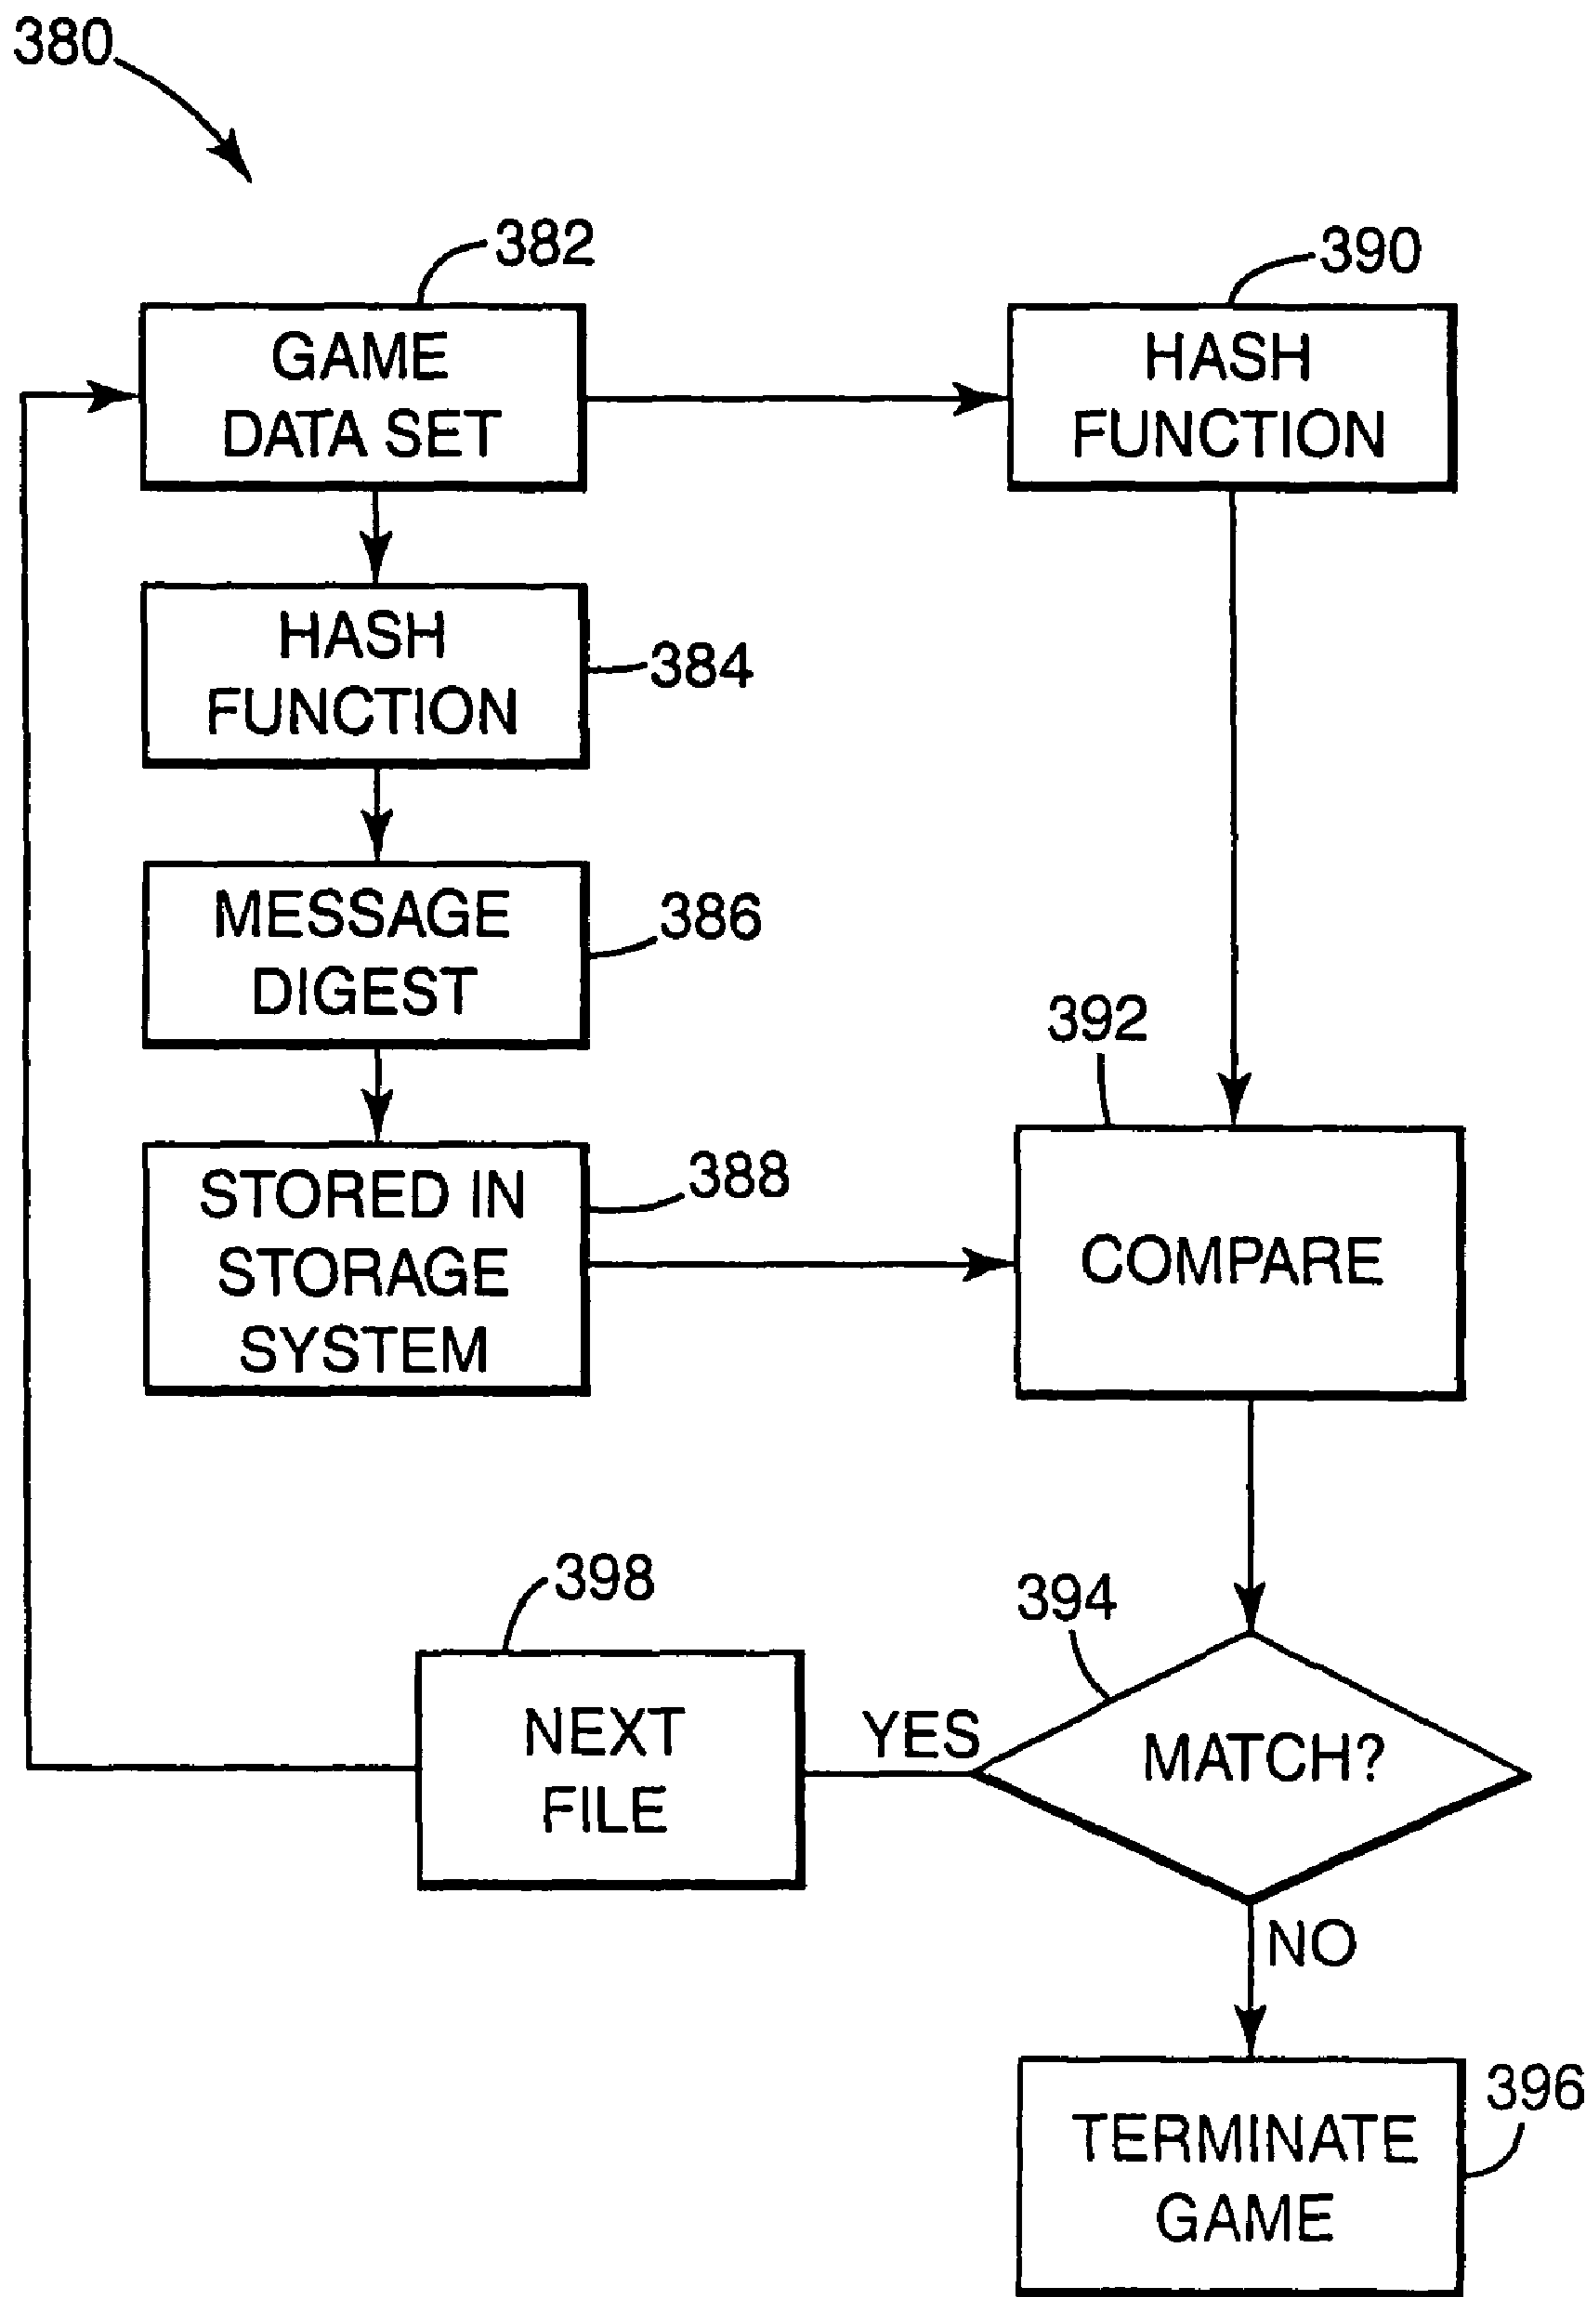 380
382
390
GAME
DATA SET
HASH
FUNCTION
HASH
FUNCTION
384
MESSAGE
DIGEST
386
392
STORED IN
STORAGE
SYSTEM
388
COMPARE
398
394
NEXT
FILE
YES
MATCH?
NO
396
TERMINATE
GAME